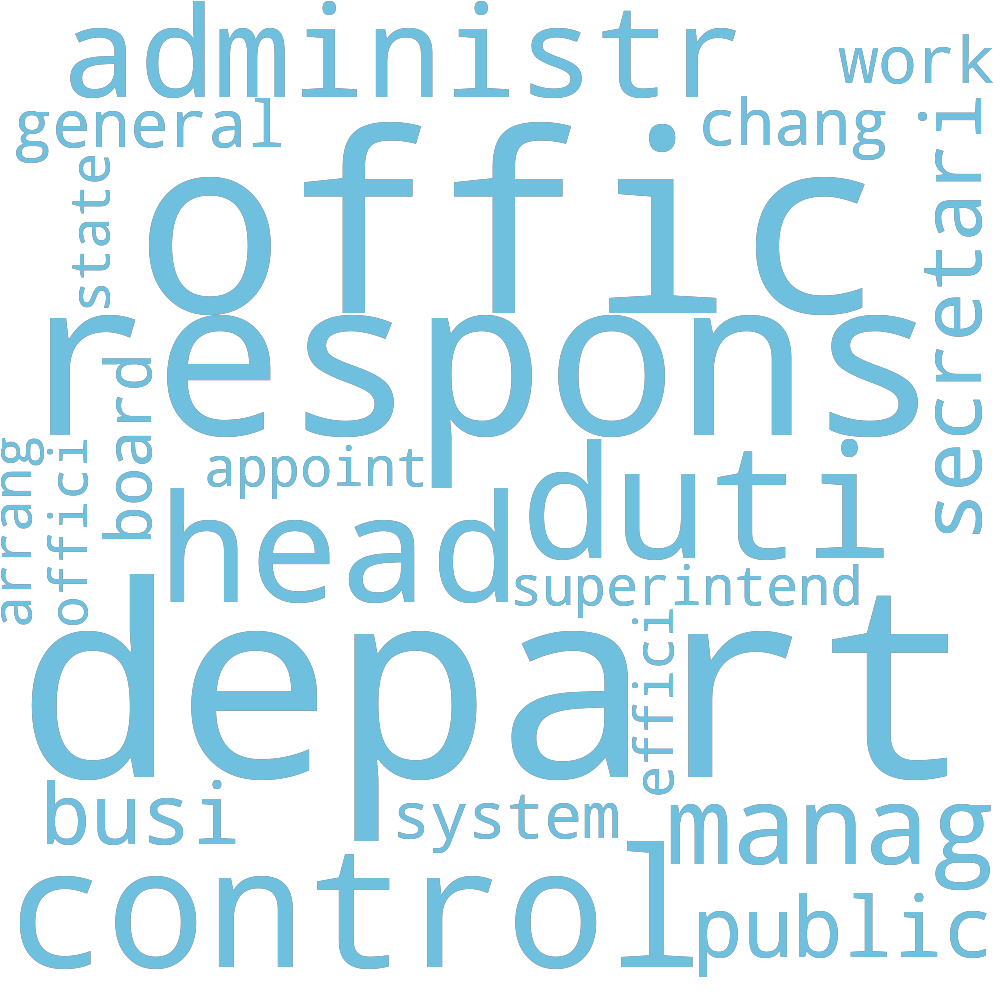 administr
work
general
chang
state
offic
secretari
respons
board
arrang
offici
appoint
duti
head
superintend
depart
effici
busi
system
manag
control
public